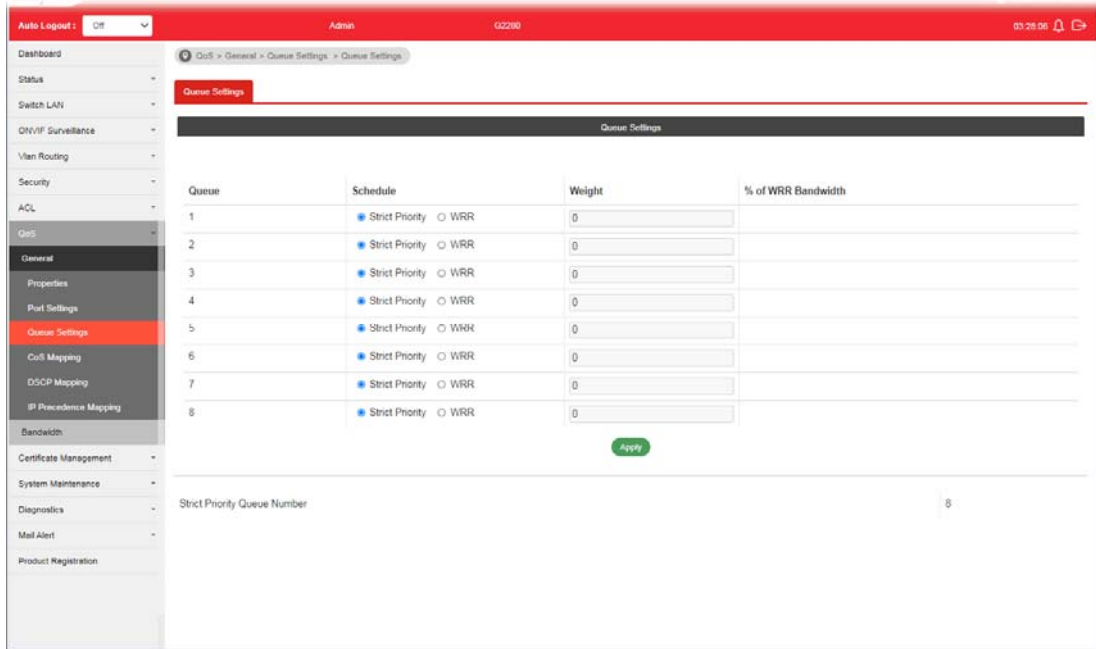 Auto Logout : Off Admin G2280 03:28:06
Dashboard
Status
Switch LAN
ONVIF Surveillance
Vlan Routing
Security
ACL
QoS
General
Properties
Port Settings
Queue Settings
CoS Mapping
DSCP Mapping
IP Precedence Mapping
Bandwidth
Certificate Management
System Maintenance
Diagnostics
Mail Alert
Product Registration
QoS > General > Queue Settings > Queue Settings
Queue Settings
Queue Settings
Queue Schedule Weight % of WRR Bandwidth
1 Strict Priority WRR 0
2 Strict Priority WRR 0
3 Strict Priority WRR 0
4 Strict Priority WRR 0
5 Strict Priority WRR 0
6 Strict Priority WRR 0
7 Strict Priority WRR 0
8 Strict Priority WRR 0
Apply
Strict Priority Queue Number 8